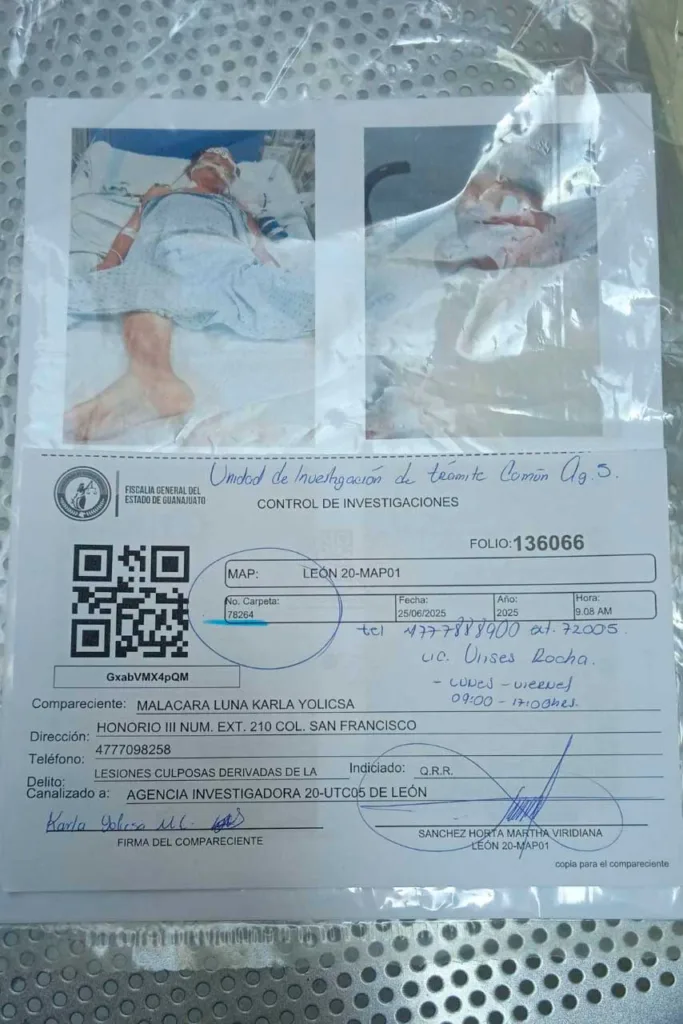 Unidad de Investigación de trámite Común Ag. 5.
FISCALIA GENERAL DEL
ESTADO DE GUANAJUATO
CONTROL DE INVESTIGACIONES
FOLIO:136066
MAP: LEÓN 20-MAP01
No. Carpeta: Fecha: Año: Hora:
78264 25/06/2025 2025 9.08 AM
tel 4777888900 ext. 72005.
Lic. Ulises Rocha.
- LUNES - VIERNES
09:00 - 17:00hrs.
GxabVMX4pQM
Compareciente: MALACARA LUNA KARLA YOLICSA
Dirección: HONORIO III NUM. EXT. 210 COL. SAN FRANCISCO
Teléfono: 4777098258
Delito: LESIONES CULPOSAS DERIVADAS DE LA Indiciado: Q.R.R.
Canalizado a: AGENCIA INVESTIGADORA 20-UTC05 DE LEÓN
Karla Yolicsa M.L.
FIRMA DEL COMPARECIENTE
SANCHEZ HORTA MARTHA VIRIDIANA
LEÓN 20-MAP01
copia para el compareciente